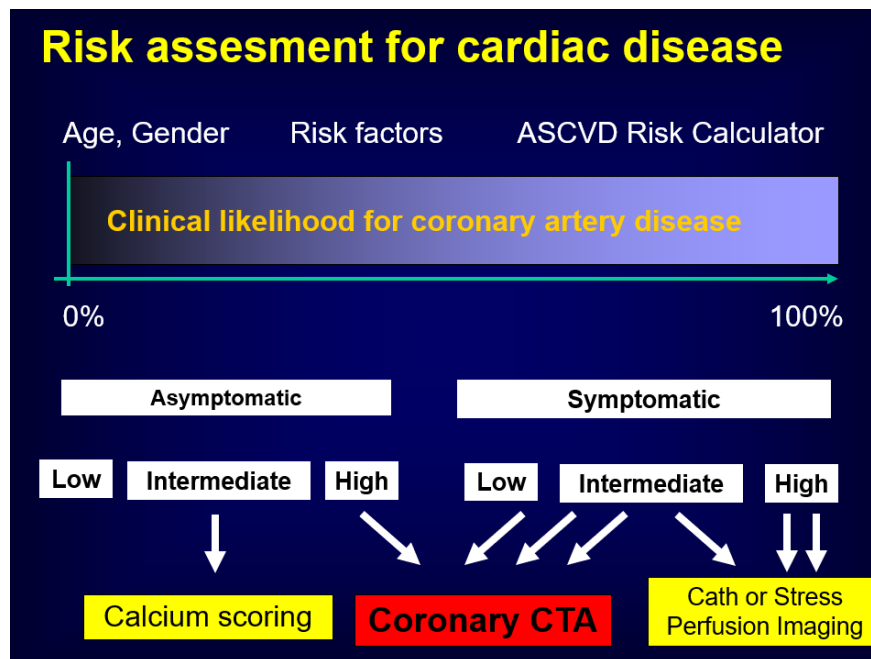 Risk assesment for cardiac disease
Age, Gender Risk factors ASCVD Risk Calculator
Clinical likelihood for coronary artery disease
0% 100%
Asymptomatic Symptomatic
Low Intermediate High Low Intermediate High
Calcium scoring Coronary CTA Cath or Stress
Perfusion Imaging